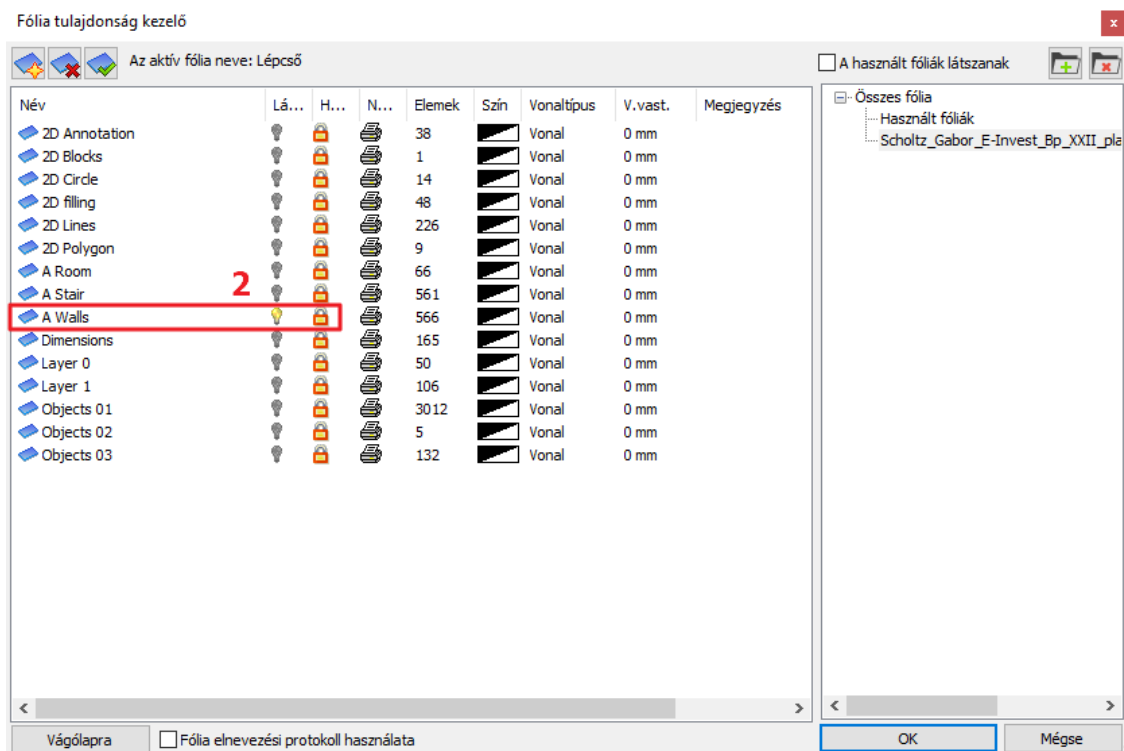 Fólia tulajdonság kezelő
x
Az aktív fólia neve: Lépcső
A használt fóliák látszanak
Név Lá... H... N... Elemek Szín Vonaltípus V.vast. Megjegyzés
2D Annotation 38 Vonal 0 mm
2D Blocks 1 Vonal 0 mm
2D Circle 14 Vonal 0 mm
2D filling 48 Vonal 0 mm
2D Lines 226 Vonal 0 mm
2D Polygon 9 Vonal 0 mm
A Room 66 Vonal 0 mm
2
A Stair 561 Vonal 0 mm
A Walls 566 Vonal 0 mm
Dimensions 165 Vonal 0 mm
Layer 0 50 Vonal 0 mm
Layer 1 106 Vonal 0 mm
Objects 01 3012 Vonal 0 mm
Objects 02 5 Vonal 0 mm
Objects 03 132 Vonal 0 mm
Összes fólia
Használt fóliák
Scholtz_Gabor_E-Invest_Bp_XXII_pla
Vágólapra
Fólia elnevezési protokoll használata
OK
Mégse